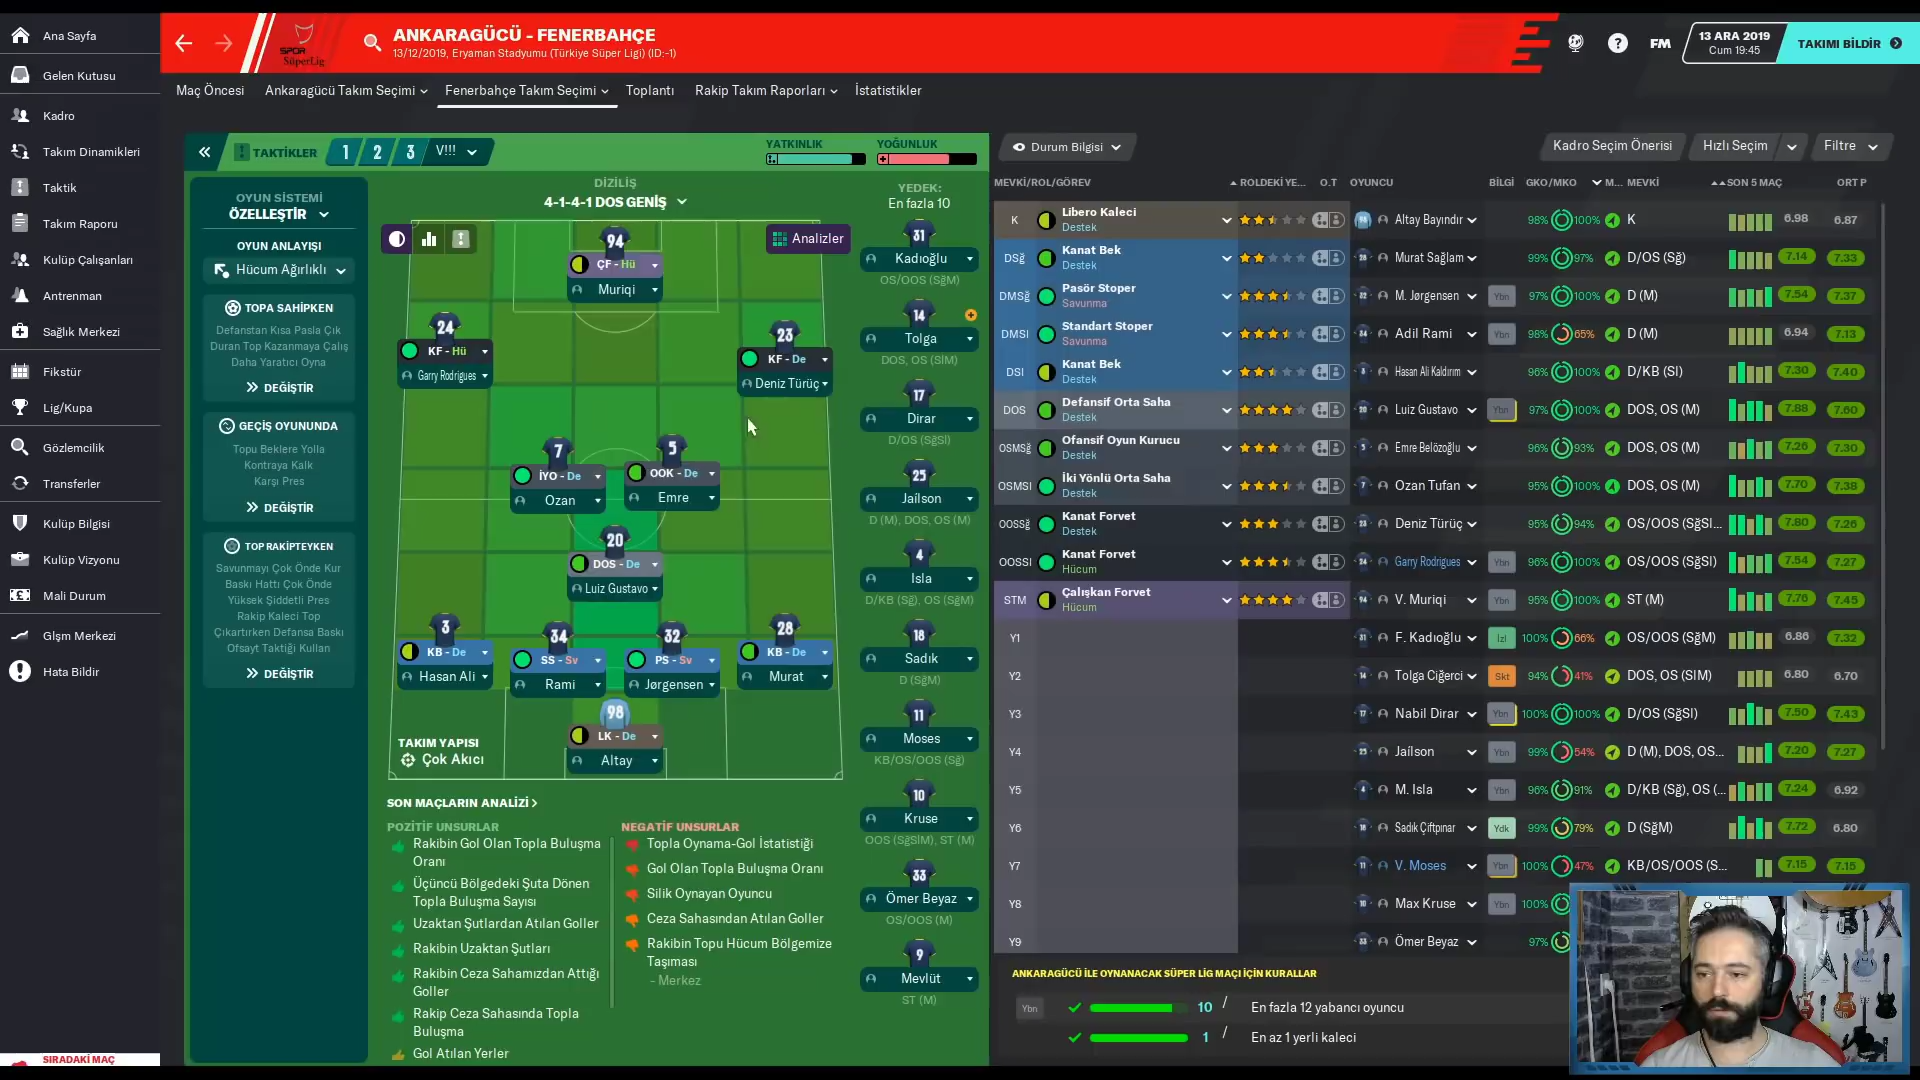 Ana Sayfa
Gelen Kutusu
Kadro
Takım Dinamikleri
Taktik
Takım Raporu
Kulüp Çalışanları
Antrenman
Sağlık Merkezi
Fikstür
Lig/Kupa
Gözlemcilik
Transferler
Kulüp Bilgisi
Kulüp Vizyonu
Mali Durum
GIşm Merkezi
Hata Bildir
SIRADAKİ MAÇ
SPOR
SüperLig
ANKARAGÜCÜ - FENERBAHÇE
13/12/2019, Eryaman Stadyumu (Türkiye Süper Ligi) (ID:-1)
?
FM
13 ARA 2019
Cum 19:45
TAKIMI BİLDİR
Maç Öncesi
Ankaragücü Takım Seçimi
Fenerbahçe Takım Seçimi
Toplantı
Rakip Takım Raporları
İstatistikler
TAKTİKLER
1
2
3
V!!!
YATKINLIK
YOĞUNLUK
OYUN SİSTEMİ
ÖZELLEŞTİR
OYUN ANLAYIŞI
Hücum Ağırlıklı
TOPA SAHİPKEN
Defanstan Kısa Pasla Çık
Duran Top Kazanmaya Çalış
Daha Yaratıcı Oyna
DEĞİŞTİR
GEÇİŞ OYUNUNDA
Topu Beklere Yolla
Kontraya Kalk
Karşı Pres
DEĞİŞTİR
TOP RAKİPTEYKEN
Savunmayı Çok Önde Kur
Baskı Hattı Çok Önde
Yüksek Şiddetli Pres
Rakip Kaleci Top
Çıkartırken Defansa Baskı
Ofsayt Taktiği Kullan
DEĞİŞTİR
DİZİLİŞ
4-1-4-1 DOS GENİŞ
Analizler
94
ÇF - Hü
Muriqi
24
KF - Hü
Garry Rodrigues
23
KF - De
Deniz Türüç
7
İYO - De
Ozan
5
OOK - De
Emre
20
DOS - De
Luiz Gustavo
3
KB - De
Hasan Ali
34
SS - Sv
Rami
32
PS - Sv
Jørgensen
28
KB - De
Murat
98
LK - De
Altay
TAKIM YAPISI
Çok Akıcı
SON MAÇLARIN ANALİZİ
POZİTİF UNSURLAR
Rakibin Gol Olan Topla Buluşma
Oranı
Üçüncü Bölgedeki Şuta Dönen
Topla Buluşma Sayısı
Uzaktan Şutlardan Atılan Goller
Rakibin Uzaktan Şutları
Rakibin Ceza Sahamızdan Attığı
Goller
Rakip Ceza Sahasında Topla
Buluşma
Gol Atılan Yerler
NEGATİF UNSURLAR
Topla Oynama-Gol İstatistiği
Gol Olan Topla Buluşma Oranı
Silik Oynayan Oyuncu
Ceza Sahasından Atılan Goller
Rakibin Topu Hücum Bölgemize
Taşıması
- Merkez
YEDEK:
En fazla 10
31
Kadıoğlu
OS/OOS (SğM)
14
Tolga
DOS, OS (SlM)
17
Dirar
D/OS (SğSl)
25
Jaílson
D (M), DOS, OS (M)
4
Isla
D/KB (Sğ), OS (SğM)
18
Sadık
D (SğM)
11
Moses
KB/OS/OOS (Sğ)
10
Kruse
OOS (SğSlM), ST (M)
33
Ömer Beyaz
OS/OOS (M)
9
Mevlüt
ST (M)
Durum Bilgisi
Kadro Seçim Önerisi
Hızlı Seçim
Filtre
MEVKİ/ROL/GÖREV
ROLDEKİ YE...
O.T
OYUNCU
BİLGİ
GKO/MKO
M...
MEVKİ
SON 5 MAÇ
ORT P
K
Libero Kaleci
Destek
Altay Bayındır
98%
100%
K
6.98
6.87
DSğ
Kanat Bek
Destek
Murat Sağlam
99%
97%
D/OS (Sğ)
7.14
7.33
DMSğ
Pasör Stoper
Savunma
M. Jørgensen
Ybn
97%
100%
D (M)
7.54
7.37
DMSl
Standart Stoper
Savunma
Adil Rami
Ybn
98%
65%
D (M)
6.94
7.13
DSl
Kanat Bek
Destek
Hasan Ali Kaldırım
96%
100%
D/KB (Sl)
7.30
7.40
DOS
Defansif Orta Saha
Destek
Luiz Gustavo
Ybn
97%
100%
DOS, OS (M)
7.88
7.60
OSMSğ
Ofansif Oyun Kurucu
Destek
Emre Belözoğlu
96%
93%
DOS, OS (M)
7.26
7.30
OSMSl
İki Yönlü Orta Saha
Destek
Ozan Tufan
95%
100%
DOS, OS (M)
7.70
7.38
OOSSğ
Kanat Forvet
Destek
Deniz Türüç
95%
94%
OS/OOS (SğSl...
7.80
7.26
OOSSl
Kanat Forvet
Hücum
Garry Rodrigues
Ybn
96%
100%
OS/OOS (SğSl)
7.54
7.27
STM
Çalışkan Forvet
Hücum
V. Muriqi
Ybn
95%
100%
ST (M)
7.76
7.45
Y1
F. Kadıoğlu
İzl
100%
66%
OS/OOS (SğM)
6.86
7.32
Y2
Tolga Ciğerci
Skt
94%
41%
DOS, OS (SlM)
6.80
6.70
Y3
Nabil Dirar
Ybn
100%
100%
D/OS (SğSl)
7.50
7.43
Y4
Jaílson
Ybn
99%
54%
D (M), DOS, OS...
7.20
7.27
Y5
M. Isla
Ybn
96%
91%
D/KB (Sğ), OS (...
7.24
6.92
Y6
Sadık Çiftpınar
Ydk
99%
79%
D (SğM)
7.72
6.80
Y7
V. Moses
Ybn
100%
47%
KB/OS/OOS (S...
7.15
7.15
Y8
Max Kruse
Ybn
100%
Y9
Ömer Beyaz
97%
ANKARAGÜCÜ İLE OYNANACAK SÜPER LİG MAÇI İÇİN KURALLAR
Ybn
10 /
En fazla 12 yabancı oyuncu
1 /
En az 1 yerli kaleci